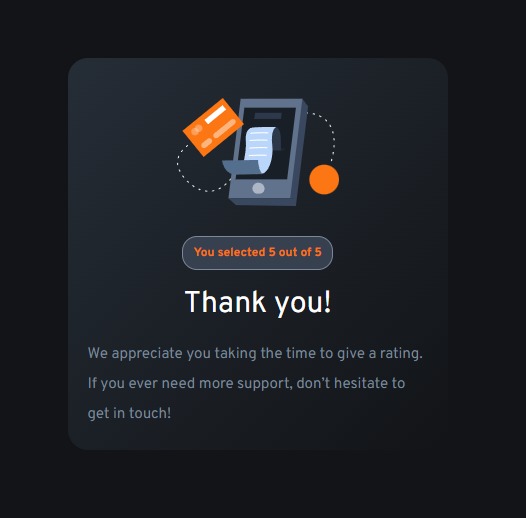 You selected 5 out of 5
Thank you!
We appreciate you taking the time to give a rating.
If you ever need more support, don't hesitate to
get in touch!